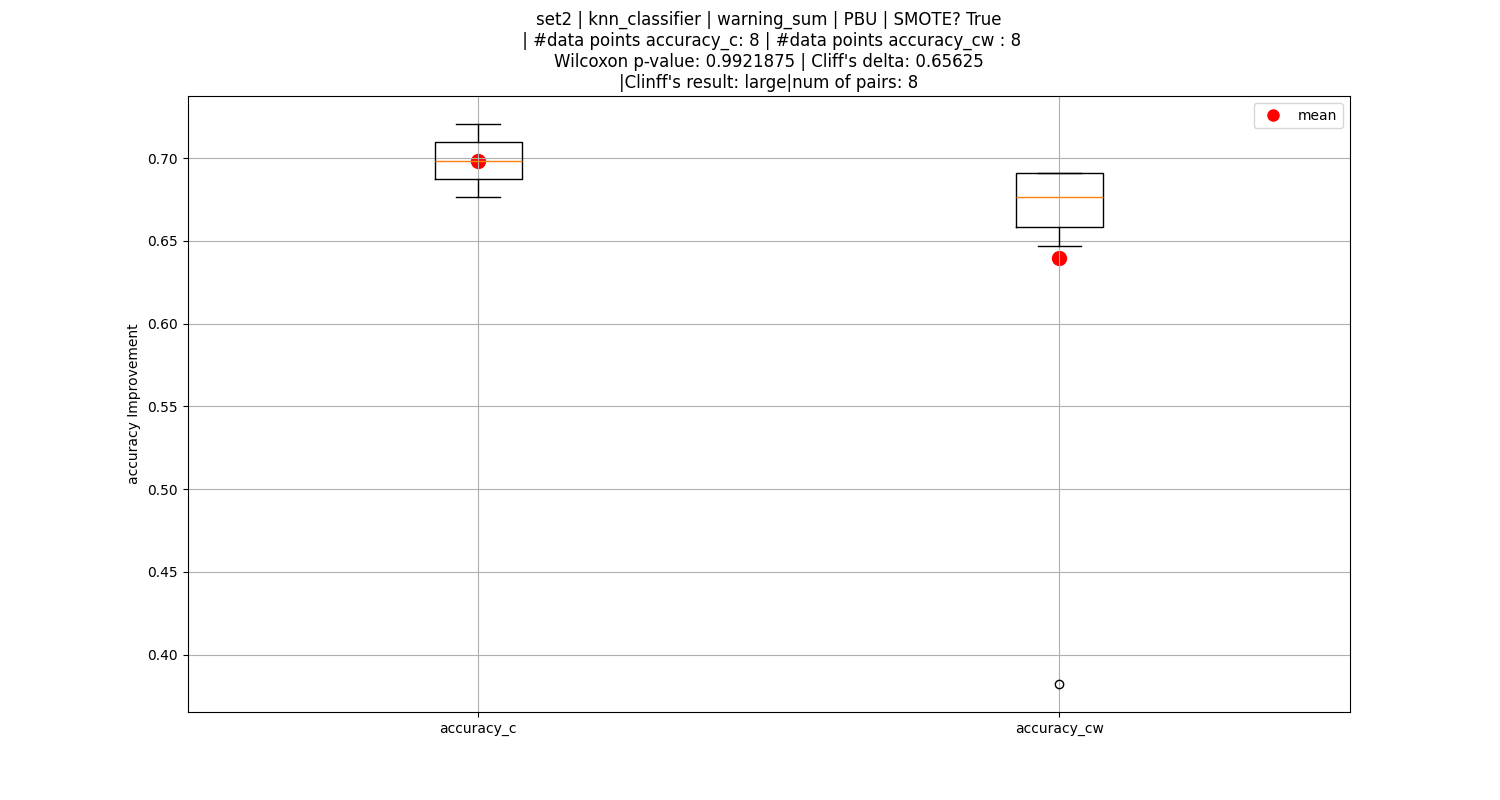 set2 | knn_classifier | warning_sum | PBU | SMOTE? True
| #data points accuracy_c: 8 | #data points accuracy_cw : 8
Wilcoxon p-value: 0.9921875 | Cliff's delta: 0.65625
|Clinff's result: large|num of pairs: 8
mean
0.70
0.65
0.60
0.55
0.50
0.45
0.40
accuracy Improvement
accuracy_c
accuracy_cw